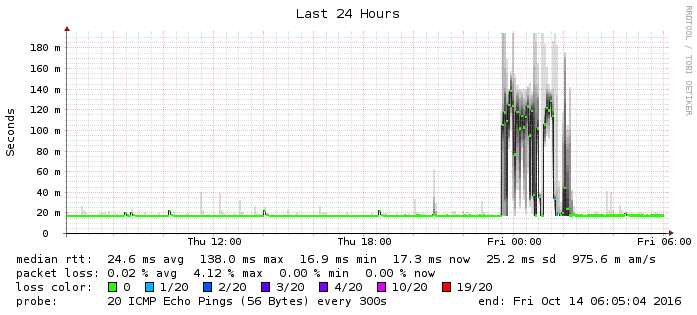 Last 24 Hours
RRDTOOL / TOBI OETIKER
Seconds
180 m
160 m
140 m
120 m
100 m
80 m
60 m
40 m
20 m
0
Thu 12:00 Thu 18:00 Fri 00:00 Fri 06:00
median rtt: 24.6 ms avg 138.0 ms max 16.9 ms min 17.3 ms now 25.2 ms sd 975.6 m am/s
packet loss: 0.02 % avg 4.12 % max 0.00 % min 0.00 % now
loss color: 0 1/20 2/20 3/20 4/20 10/20 19/20
probe: 20 ICMP Echo Pings (56 Bytes) every 300s end: Fri Oct 14 06:05:04 2016